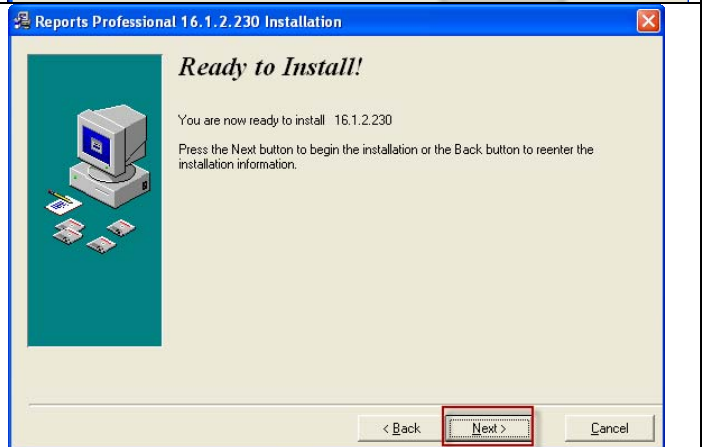 Reports Professional 16.1.2.230 Installation
Ready to Install!
You are now ready to install 16.1.2.230
Press the Next button to begin the installation or the Back button to reenter the
installation information.
< Back Next > Cancel